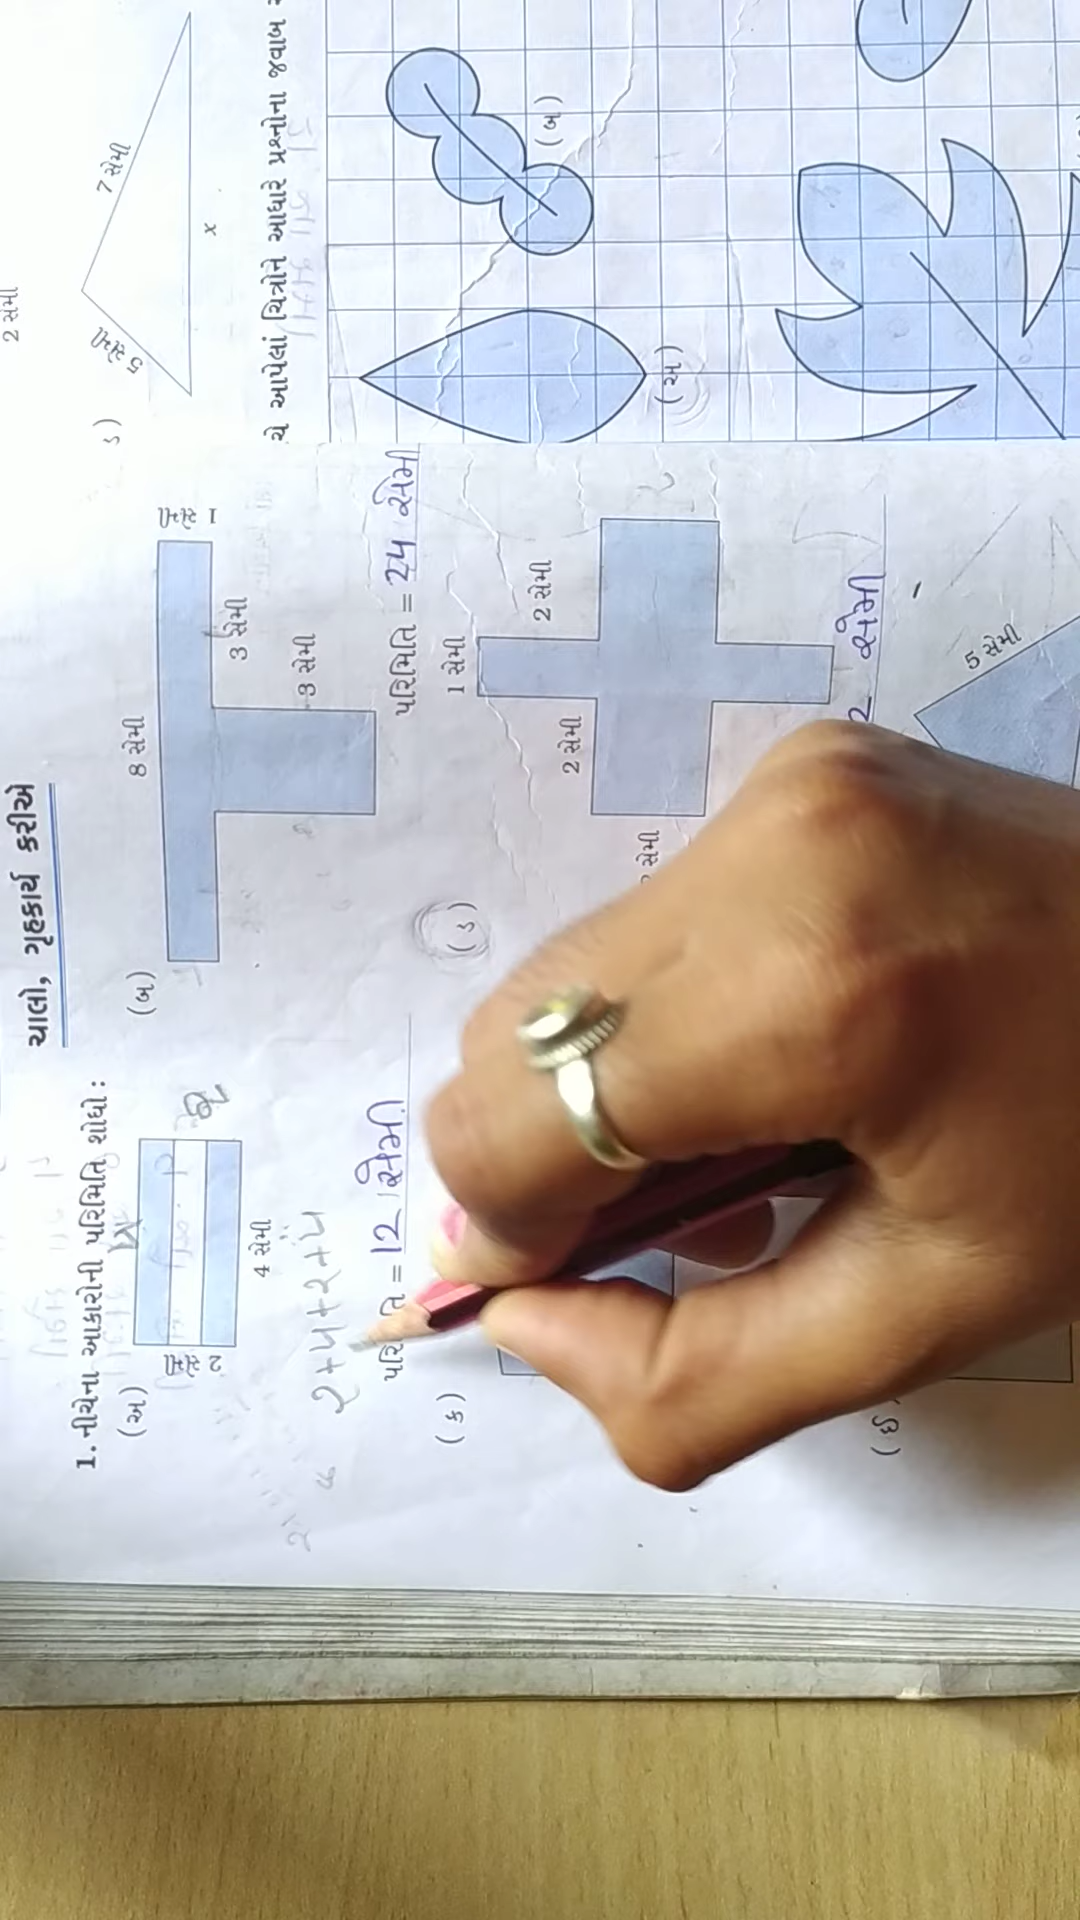 ચાલો, ગૃહકાર્ય કરીએ
1. નીચેના આકારોની પરિમિતિ શોધો :
(અ)
2 સેમી
4 સેમી
2+4+2+4
= 12 સેમી
(બ)
8 સેમી
1 સેમી
3 સેમી
3 સેમી
પરિમિતિ = 24 સેમી
(ક)
(ડ)
1 સેમી
2 સેમી
2 સેમી
સેમી
2 સેમી
5 સેમી
2 સેમી
5 સેમી
7 સેમી
x
ચે આપેલાં ચિત્રોને આધારે પ્રશ્નોના જવાબ
(અ)
(બ)